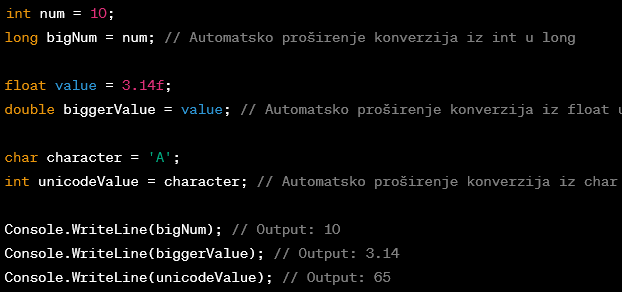 int num = 10;
long bigNum = num; // Automatsko proširenje konverzija iz int u long
float value = 3.14f;
double biggerValue = value; // Automatsko proširenje konverzija iz float u
char character = 'A';
int unicodeValue = character; // Automatsko proširenje konverzija iz char
Console.WriteLine(bigNum); // Output: 10
Console.WriteLine(biggerValue); // Output: 3.14
Console.WriteLine(unicodeValue); // Output: 65